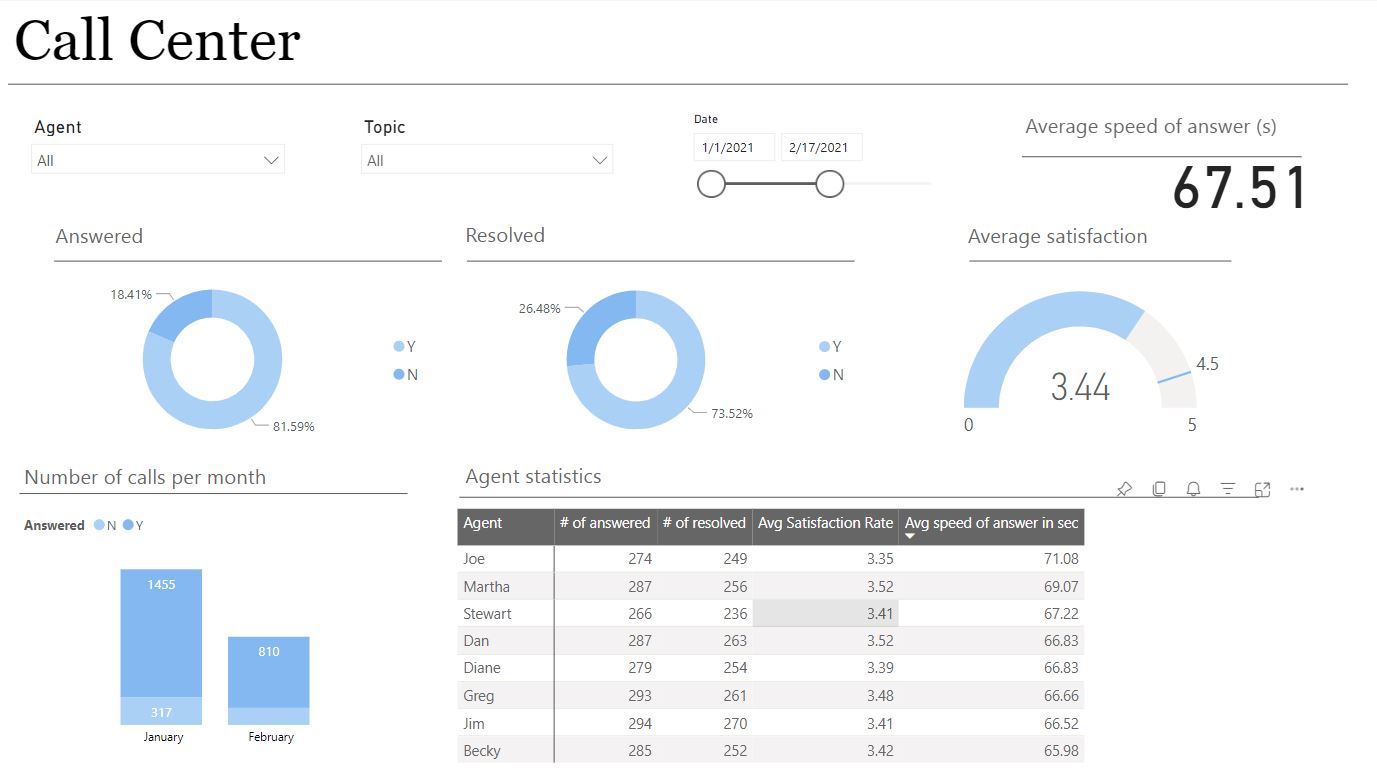 Call Center
Agent
All
Topic
All
Date
1/1/2021 2/17/2021
Average speed of answer (s)
67.51
Answered
18.41%
81.59%
Y
N
Resolved
26.48%
73.52%
Y
N
Average satisfaction
3.44
4.5
0
5
Number of calls per month
Answered N Y
1455
317
January
810
February
Agent statistics
Agent # of answered # of resolved Avg Satisfaction Rate Avg speed of answer in sec
Joe 274 249 3.35 71.08
Martha 287 256 3.52 69.07
Stewart 266 236 3.41 67.22
Dan 287 263 3.52 66.83
Diane 279 254 3.39 66.83
Greg 293 261 3.48 66.66
Jim 294 270 3.41 66.52
Becky 285 252 3.42 65.98